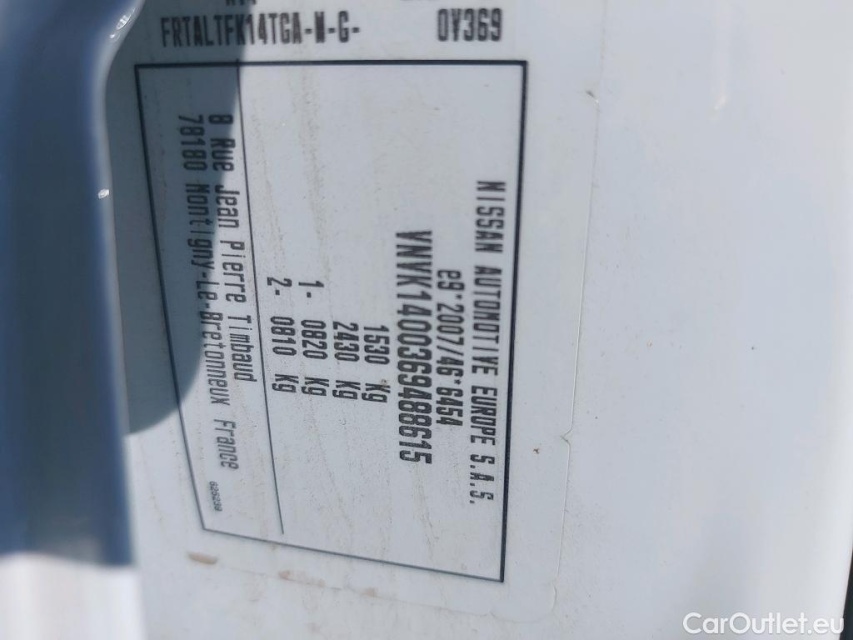 NISSAN AUTOMOTIVE EUROPE S.A.S.
e9*2007/46*6454
VNVK1400369488615
1530 Kg
2430 Kg
1- 0820 Kg
2- 0810 Kg
8 Rue Jean Pierre Timbaud
78180 Montigny-Le-Bretonneux France
FRTALTFK14TGA-N-G- 0V369
CarOutlet.eu